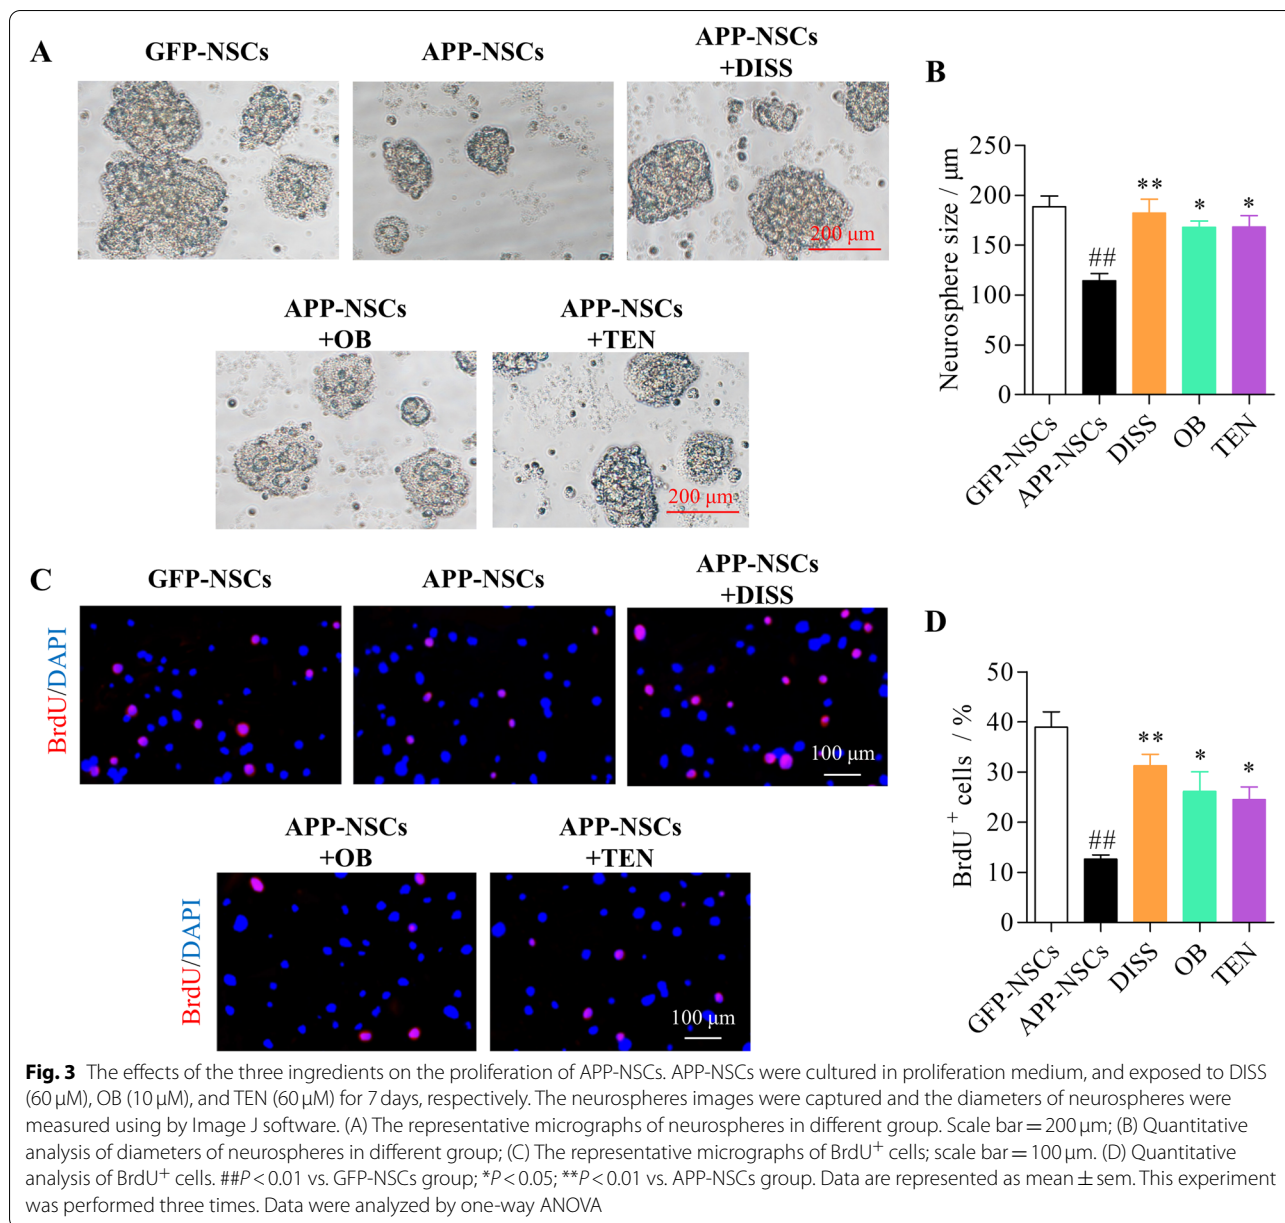 A
GFP-NSCs
APP-NSCs
APP-NSCs
+DISS
200 μm
APP-NSCs
+OB
APP-NSCs
+TEN
200 μm
B
Neurosphere size / μm
250
200
150
100
50
0
##
**
*
*
GFP-NSCs
APP-NSCs
DISS
OB
TEN
C
GFP-NSCs
APP-NSCs
APP-NSCs
+DISS
BrdU/DAPI
100 μm
APP-NSCs
+OB
APP-NSCs
+TEN
BrdU/DAPI
100 μm
D
BrdU + cells / %
50
40
30
20
10
0
##
**
*
*
GFP-NSCs
APP-NSCs
DISS
OB
TEN
Fig. 3 The effects of the three ingredients on the proliferation of APP-NSCs. APP-NSCs were cultured in proliferation medium, and exposed to DISS
(60 μM), OB (10 μM), and TEN (60 μM) for 7 days, respectively. The neurospheres images were captured and the diameters of neurospheres were
measured using by Image J software. (A) The representative micrographs of neurospheres in different group. Scale bar = 200 μm; (B) Quantitative
analysis of diameters of neurospheres in different group; (C) The representative micrographs of BrdU+ cells; scale bar = 100 μm. (D) Quantitative
analysis of BrdU+ cells. ##P < 0.01 vs. GFP-NSCs group; *P < 0.05; **P < 0.01 vs. APP-NSCs group. Data are represented as mean ± sem. This experiment
was performed three times. Data were analyzed by one-way ANOVA